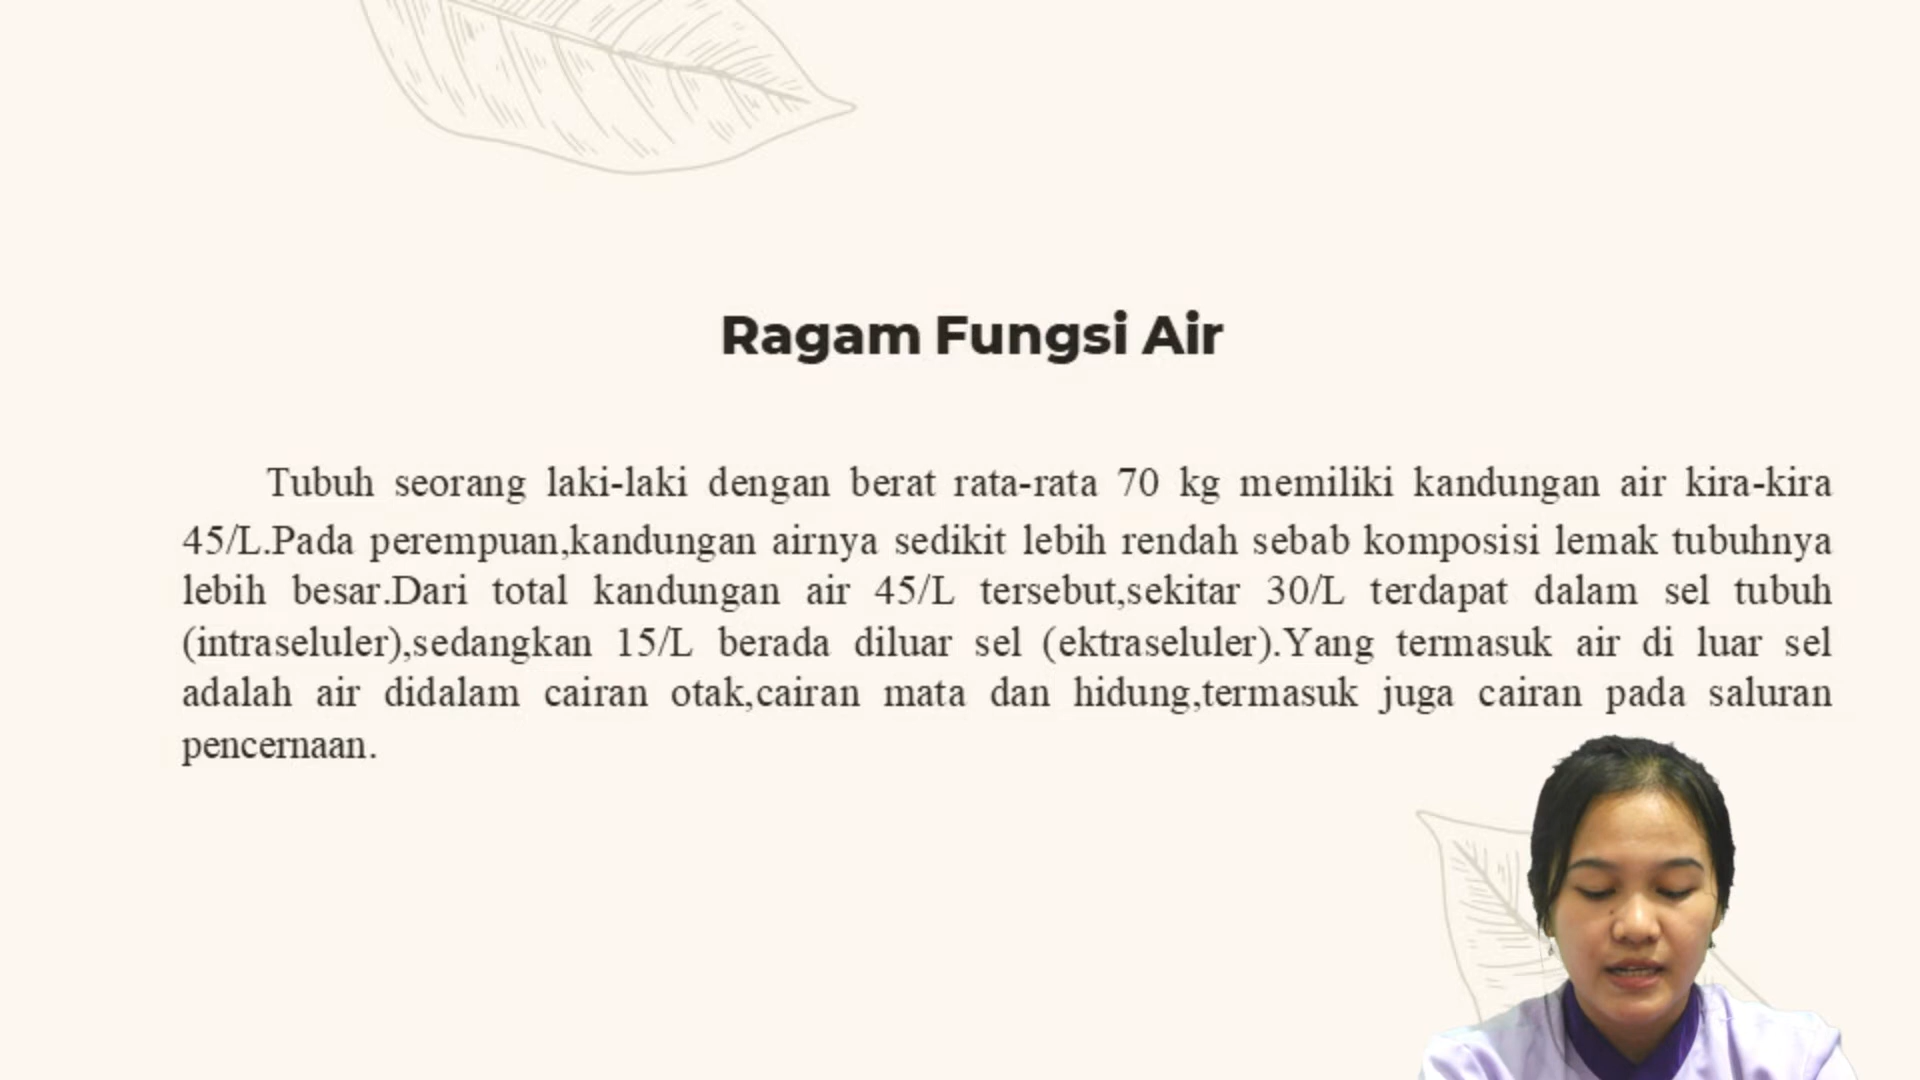 Ragam Fungsi Air
Tubuh seorang laki-laki dengan berat rata-rata 70 kg memiliki kandungan air kira-kira
45/L.Pada perempuan,kandungan airnya sedikit lebih rendah sebab komposisi lemak tubuhnya
lebih besar.Dari total kandungan air 45/L tersebut,sekitar 30/L terdapat dalam sel tubuh
(intraseluler),sedangkan 15/L berada diluar sel (ektraseluler).Yang termasuk air di luar sel
adalah air didalam cairan otak,cairan mata dan hidung,termasuk juga cairan pada saluran
pencernaan.